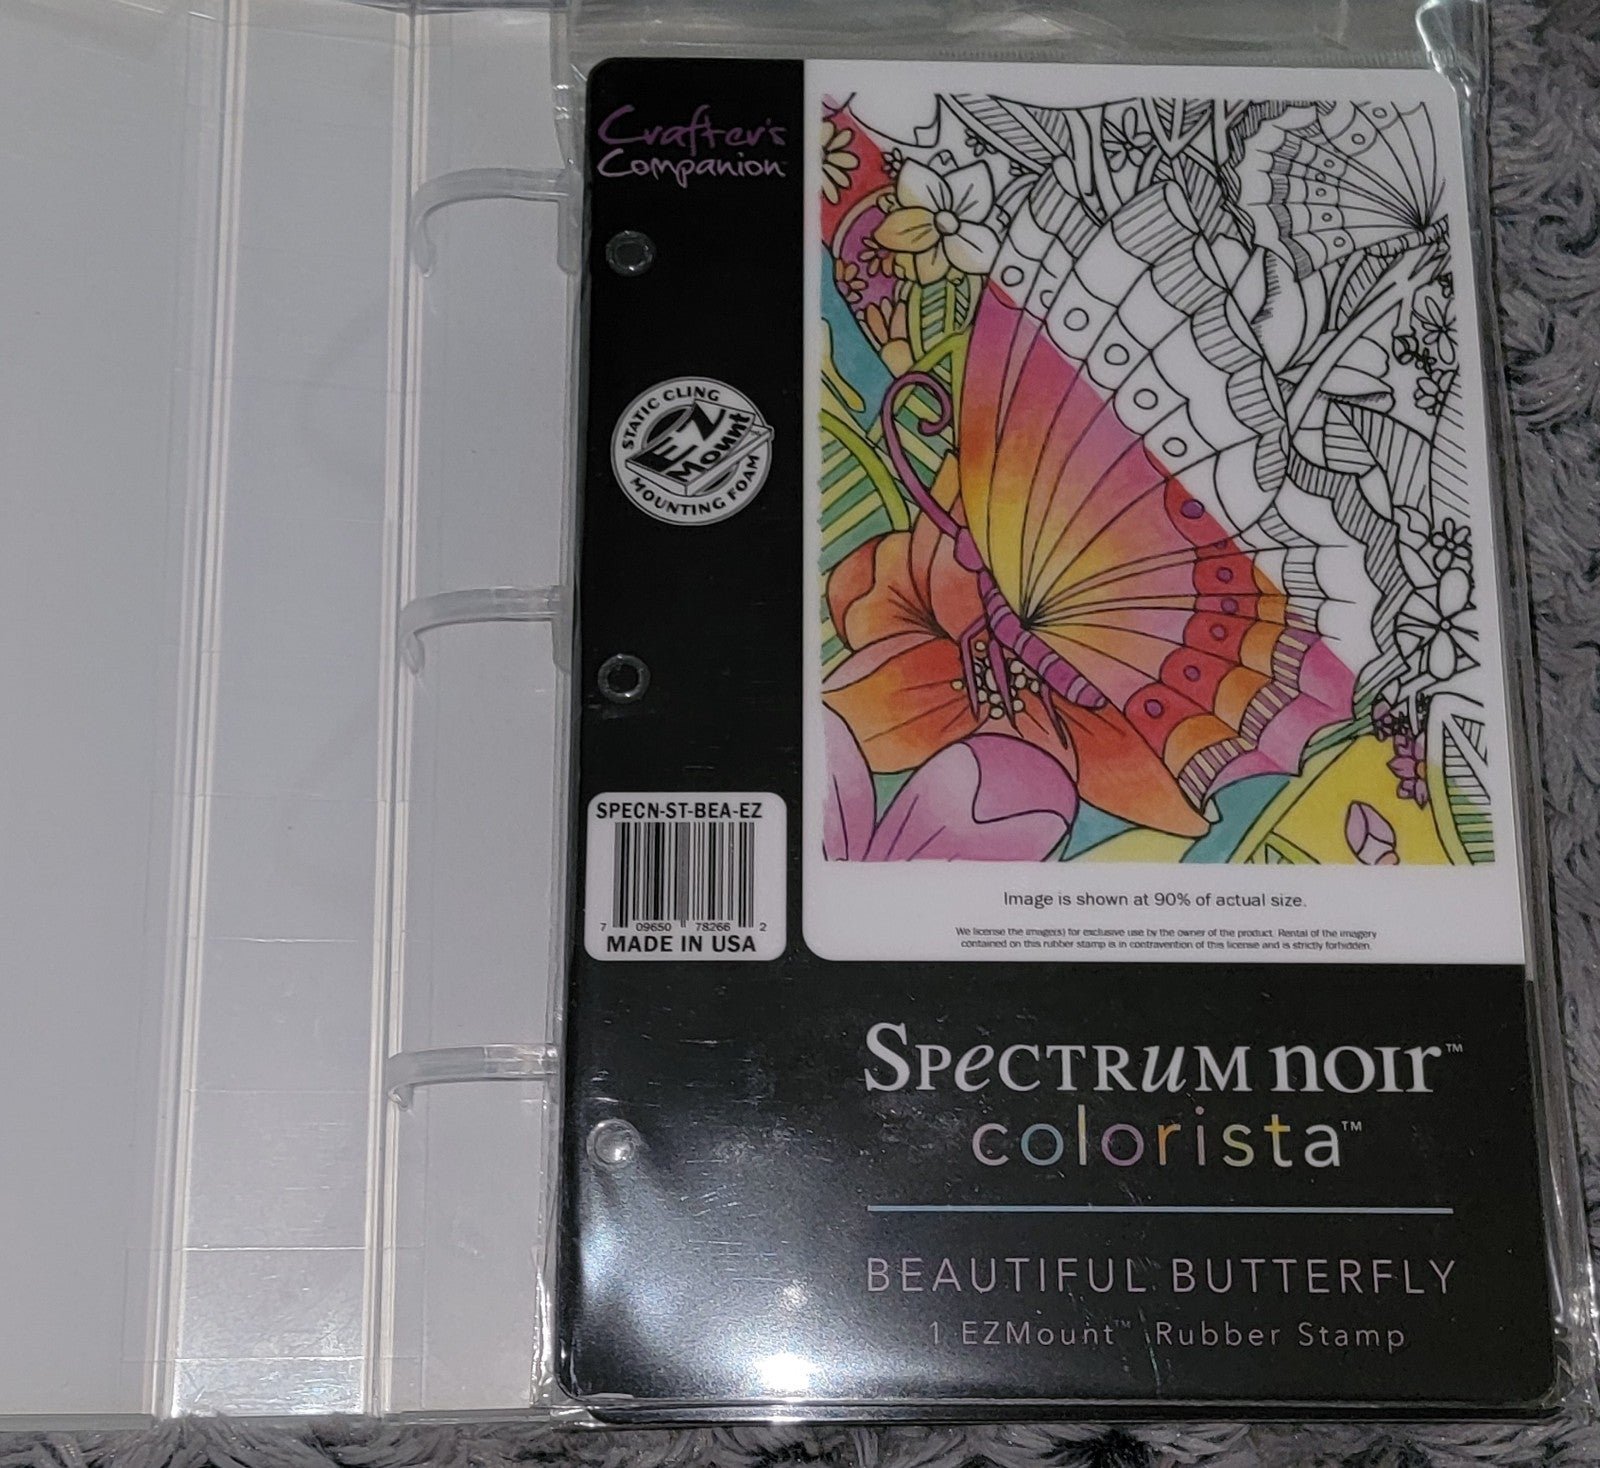 Crafter's
Companion
STATIC CLING
EZ
Mount™
MOUNTING FOAM
SPECN-ST-BEA-EZ
7 09650 78266 2
MADE IN USA
Image is shown at 90% of actual size.
We license the image(s) for exclusive use by the owner of the product. Rental of the imagery
contained on this rubber stamp is in contravention of this license and is strictly forbidden.
SPeCTRuM NOIR™
colorista™
BEAUTIFUL BUTTERFLY
1 EZMount™ Rubber Stamp